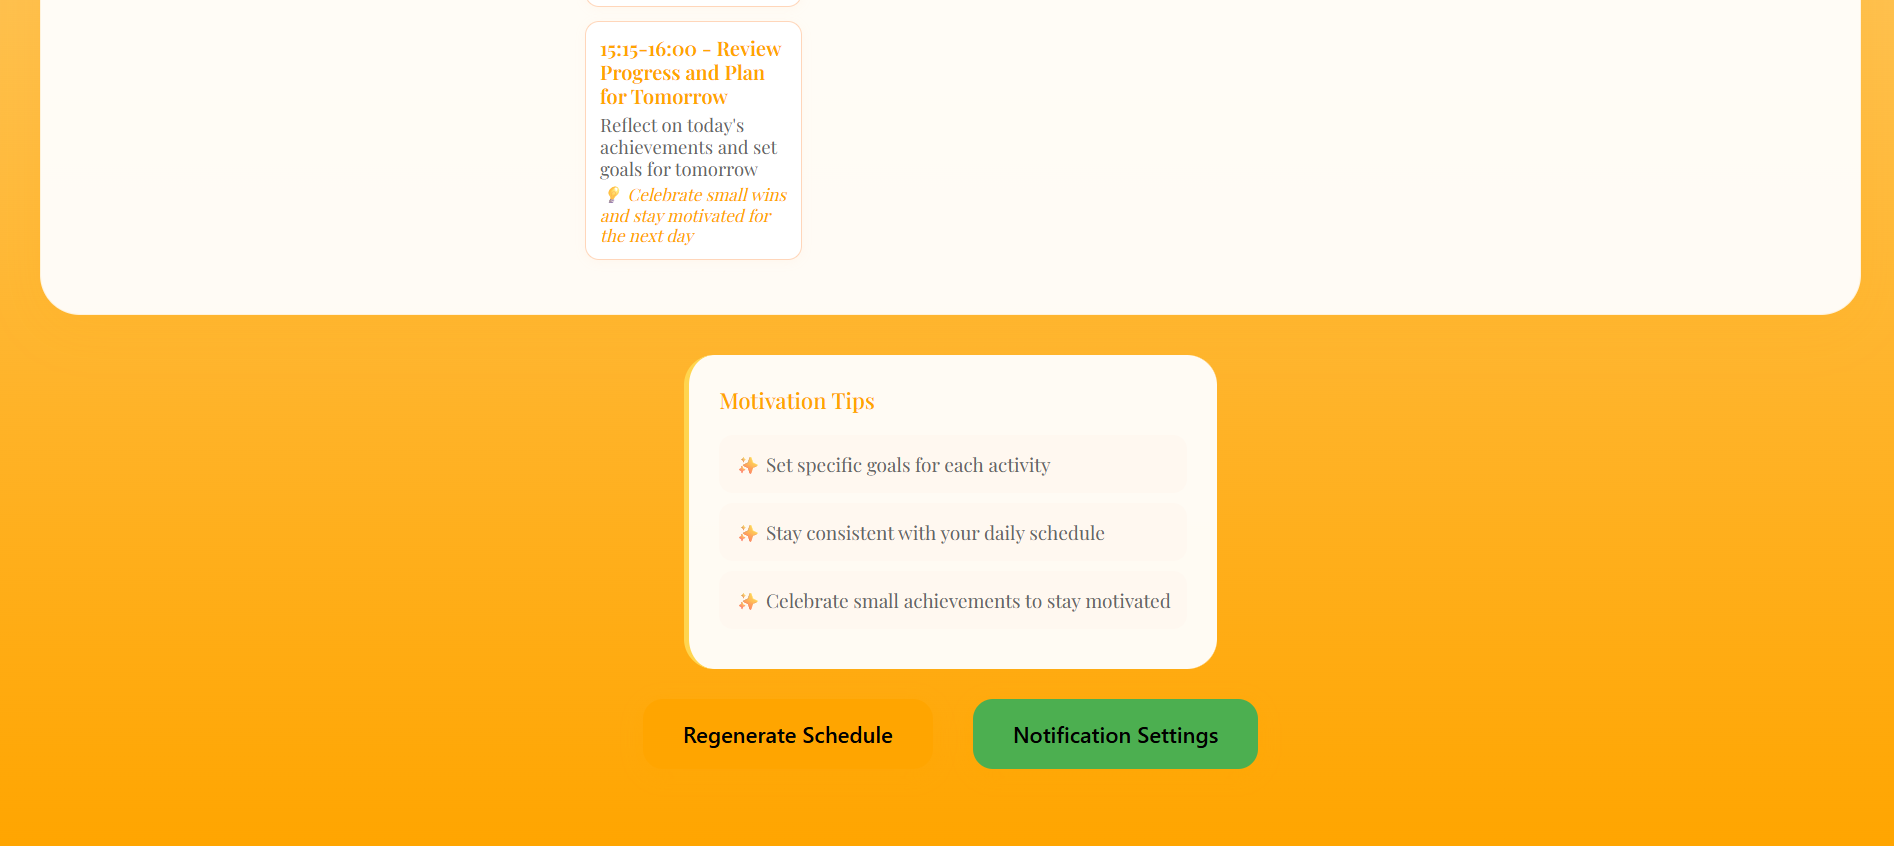 15:15-16:00 - Review
Progress and Plan
for Tomorrow
Reflect on today's
achievements and set
goals for tomorrow
💡 Celebrate small wins
and stay motivated for
the next day
Motivation Tips
✨ Set specific goals for each activity
✨ Stay consistent with your daily schedule
✨ Celebrate small achievements to stay motivated
Regenerate Schedule
Notification Settings